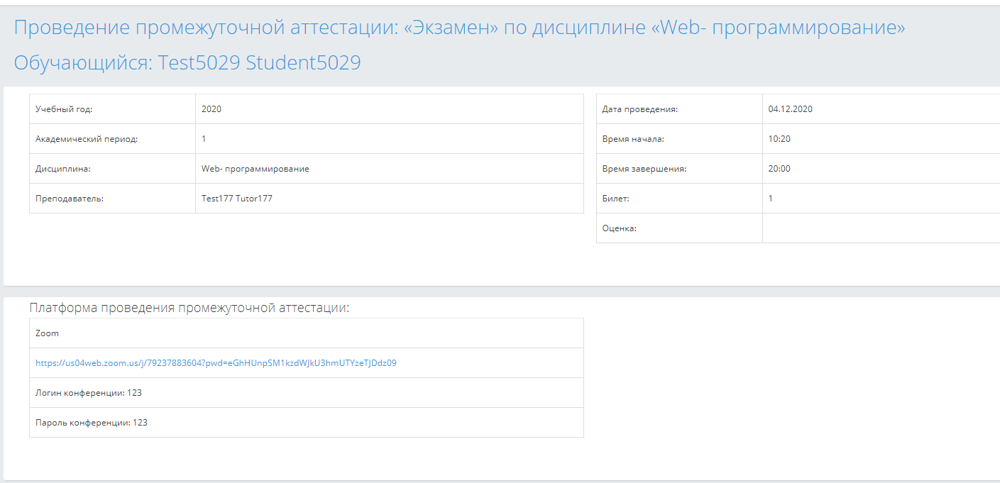 Проведение промежуточной аттестации: «Экзамен» по дисциплине «Web- программирование»
Обучающийся: Test5029 Student5029
Учебный год: 2020
Академический период: 1
Дисциплина: Web- программирование
Преподаватель: Test177 Tutor177
Дата проведения: 04.12.2020
Время начала: 10:20
Время завершения: 20:00
Билет: 1
Оценка:
Платформа проведения промежуточной аттестации:
Zoom
https://us04web.zoom.us/j/79237883604?pwd=eGhHUnpSM1kzdWJkU3hmUTYzeTJDdz09
Логин конференции: 123
Пароль конференции: 123